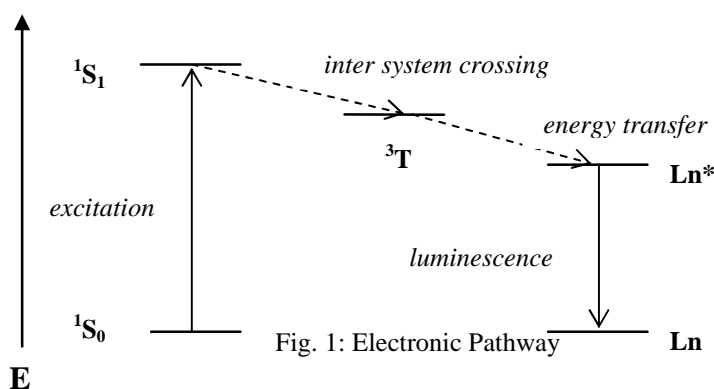 inter system crossing
¹S₁
energy transfer
³T
Ln*
excitation
luminescence
¹S₀
Fig. 1: Electronic Pathway
Ln
E